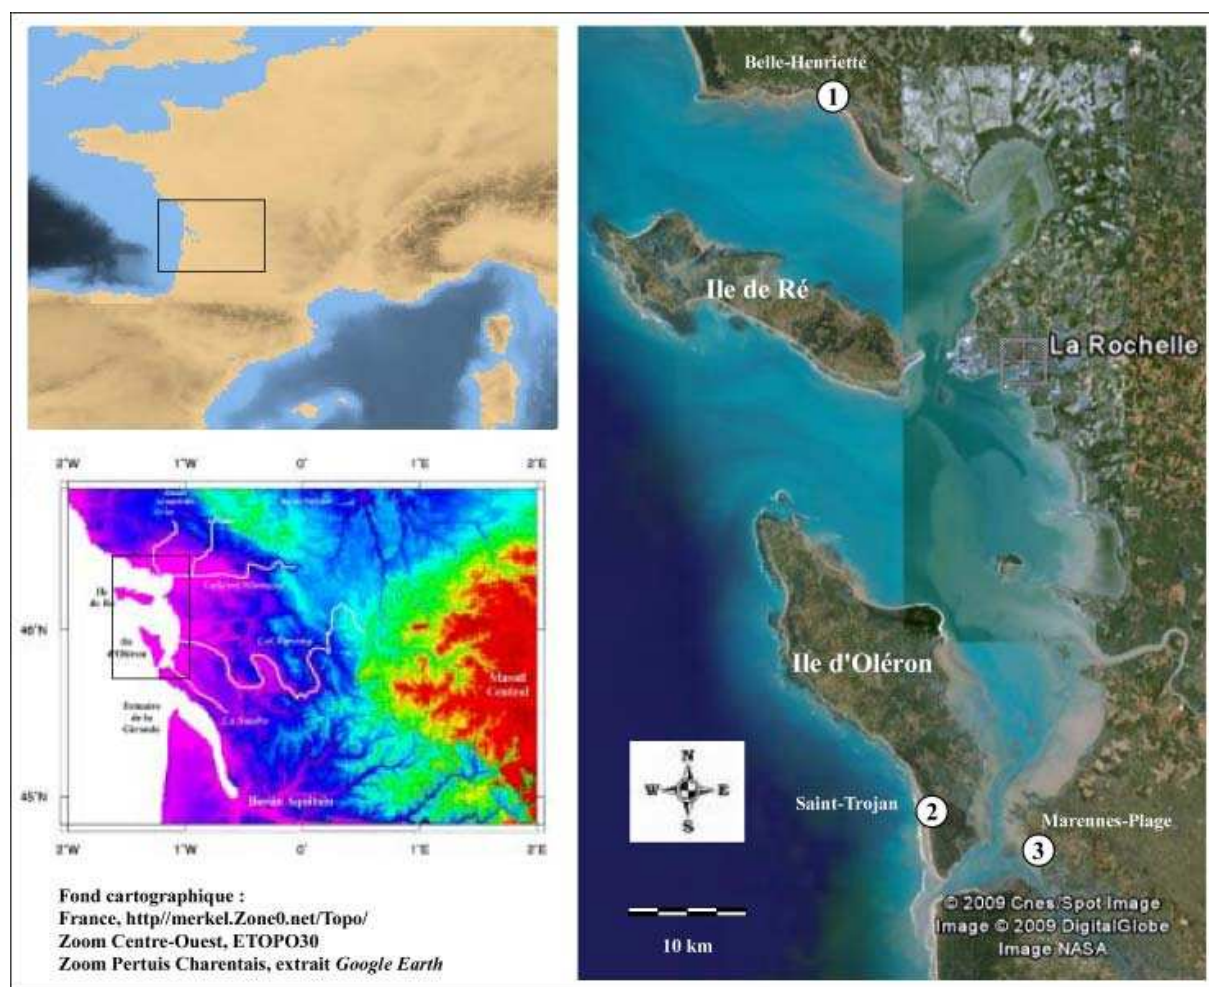 2°W
1°W
0°
1°E
2°E
Ile
de Ré
46°N
Ile
d'Oléron
Massif
Central
Estuaire
de la
Gironde
45°N
Bassin Aquitain
2°W
1°W
0°
1°E
2°E
Fond cartographique :
France, http//merkel.Zone0.net/Topo/
Zoom Centre-Ouest, ETOPO30
Zoom Pertuis Charentais, extrait Google Earth
Belle-Henriette
1
Ile de Ré
La Rochelle
Ile d'Oléron
N
W E
S
Saint-Trojan
2
Marennes-Plage
3
10 km
© 2009 Cnes/Spot Image
Image © 2009 DigitalGlobe
Image NASA